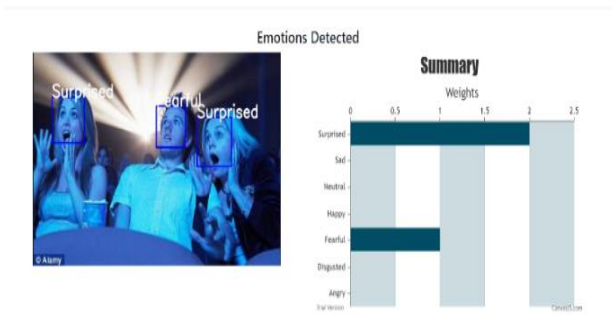 Emotions Detected
Surprised
Fearful
Surprised
© Alamy
Summary
Weights
0 0.5 1 1.5 2 2.5
Surprised
Sad
Neutral
Happy
Fearful
Disgusted
Angry
Trial Version
CanvasJS.com